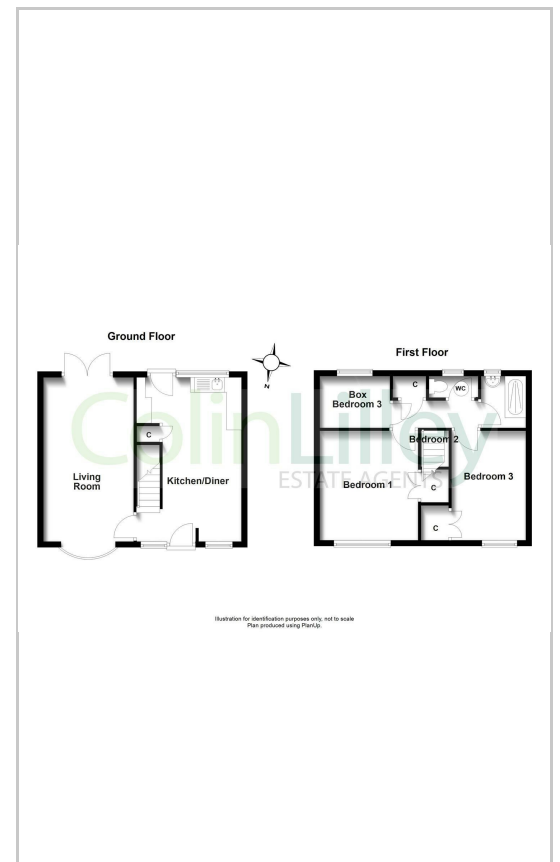 Ground Floor
First Floor
N
Box
Bedroom 3
C
WC
C
Bedroom 2
Living
Room
Kitchen/Diner
Bedroom 1
Bedroom 3
C
C
ColinLilley
ESTATE AGENTS
Illustration for identification purposes only, not to scale
Plan produced using PlanUp.